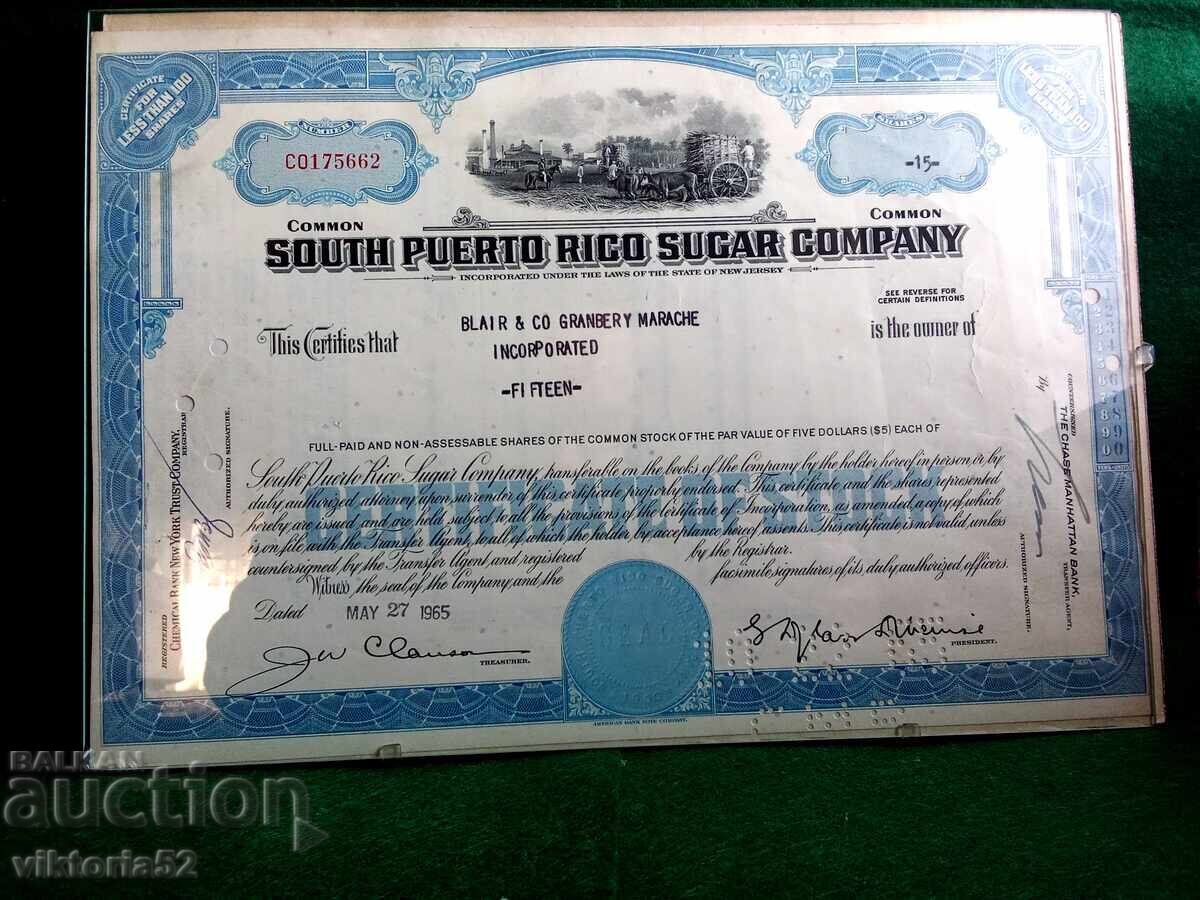 CERTIFICATE
FOR
LESS THAN 100
SHARES
NUMBER
CO175662
SHARES
-15-
COMMON
COMMON
SOUTH PUERTO RICO SUGAR COMPANY
INCORPORATED UNDER THE LAWS OF THE STATE OF NEW JERSEY
SEE REVERSE FOR
CERTAIN DEFINITIONS
This Certifies that
BLAIR & CO GRANBERY MARACHE
INCORPORATED
-FIFTEEN-
is the owner of
FULL-PAID AND NON-ASSESSABLE SHARES OF THE COMMON STOCK OF THE PAR VALUE OF FIVE DOLLARS ($5) EACH OF
South Puerto Rico Sugar Company, transferable on the books of the Company by the holder hereof in person, or by
duly authorized attorney upon surrender of this certificate properly endorsed. This certificate and the shares represented
hereby are issued and are held subject to all the provisions of the Certificate of Incorporation, as amended, a copy of which
is on file with the Transfer Agent, to all of which the holder by acceptance hereof assents. This certificate is not valid, unless
countersigned by the Transfer Agent and registered by the Registrar.
Witness, the seal of the Company, and the facsimile signatures of its duly authorized officers.
CERTIFICATE OF STOCK
Dated MAY 27 1965
TREASURER.
PRESIDENT.
AMERICAN BANK NOTE COMPANY.
REGISTERED
CHEMICAL BANK NEW YORK TRUST COMPANY,
REGISTRAR
AUTHORIZED SIGNATURE.
COUNTERSIGNED
THE CHASE MANHATTAN BANK,
TRANSFER AGENT,
By
AUTHORIZED SIGNATURE.
BALKAN
auction
viktoria52